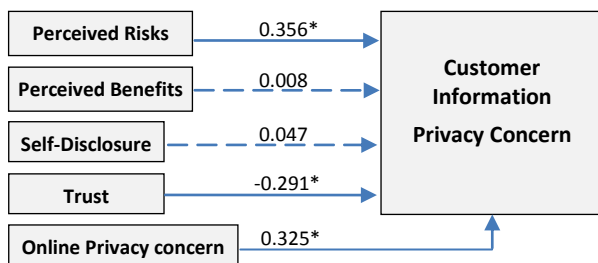 Perceived Risks
0.356*
Perceived Benefits
0.008
Self-Disclosure
0.047
Trust
-0.291*
Online Privacy concern
0.325*
Customer
Information
Privacy Concern